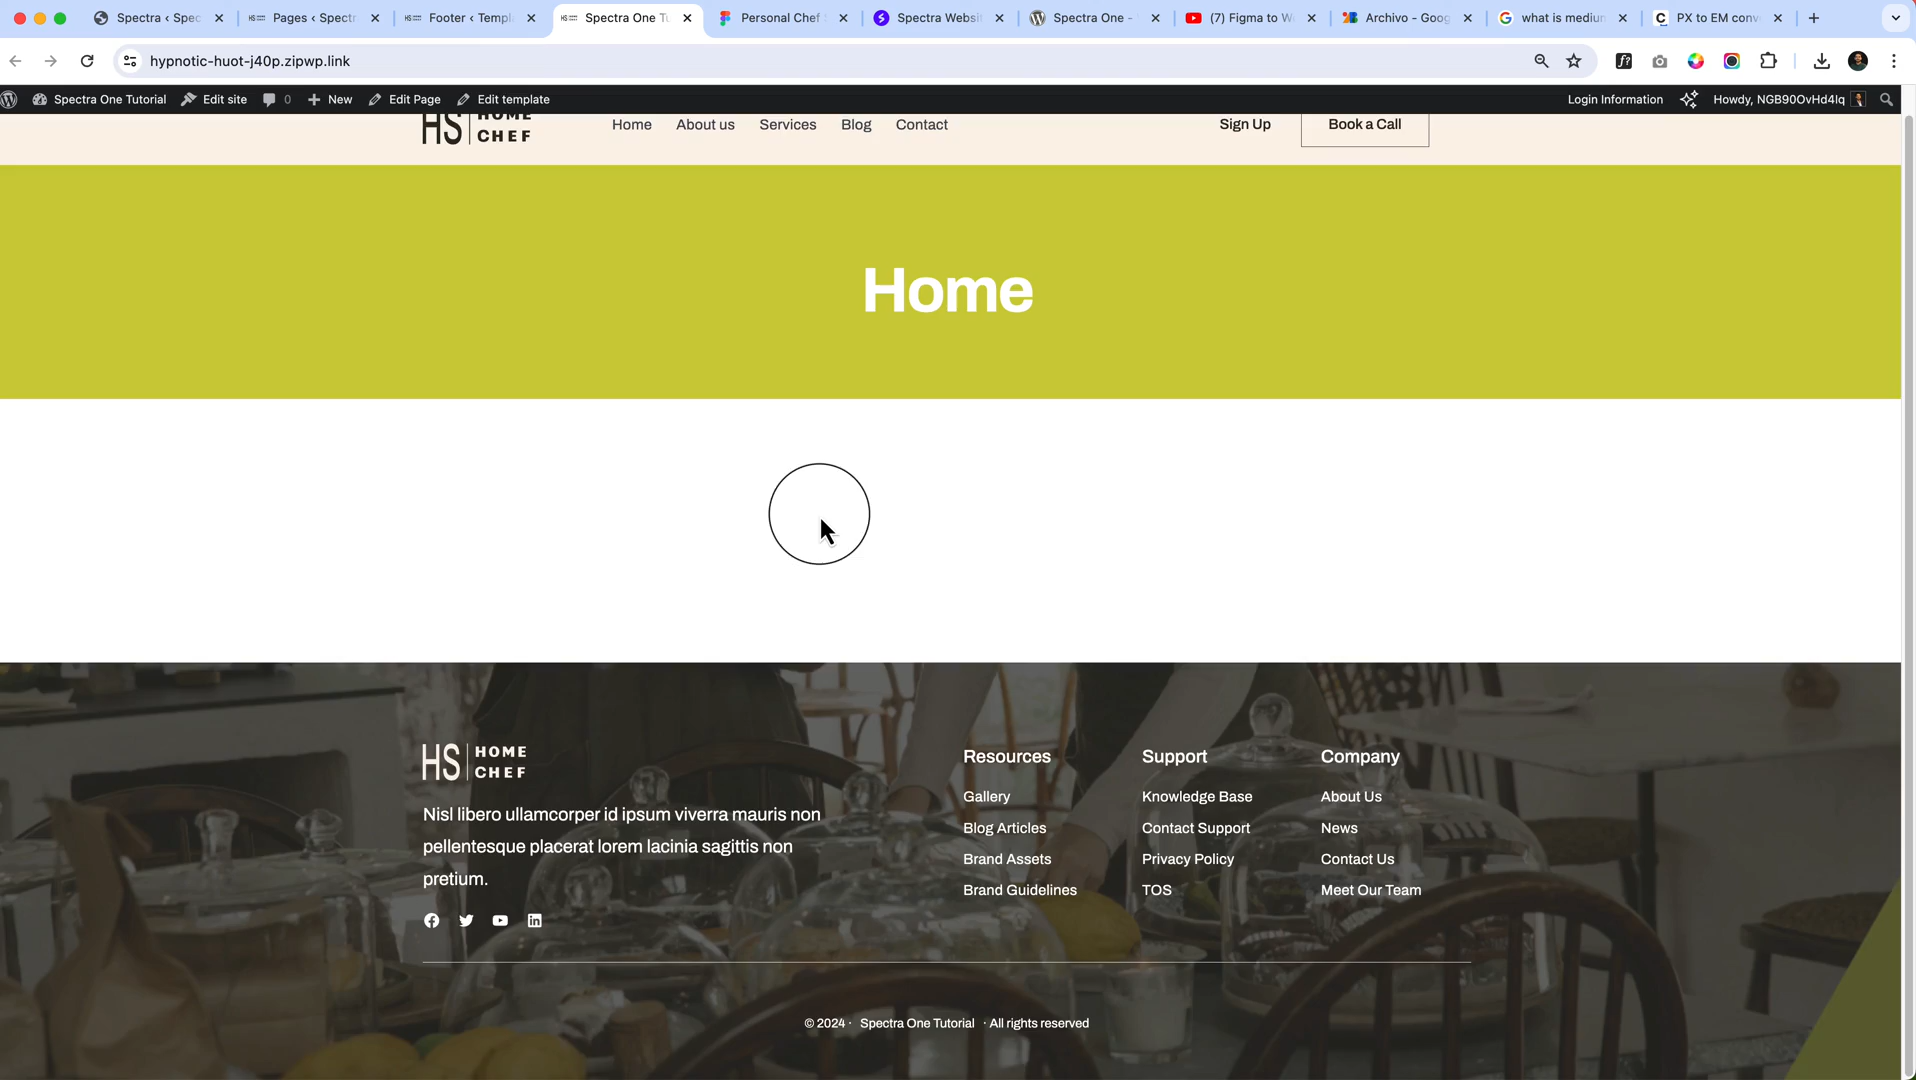 Spectra ‹ Spec
Pages ‹ Spectr
Footer ‹ Templ
Spectra One Tu
Personal Chef
Spectra Websit
Spectra One -
(7) Figma to W
Archivo - Goog
what is mediun
PX to EM conv
hypnotic-huot-j40p.zipwp.link
Spectra One Tutorial
Edit site
0
New
Edit Page
Edit template
Login Information
Howdy, NGB90OvHd4Iq
HS HOME
CHEF
Home
About us
Services
Blog
Contact
Sign Up
Book a Call
Home
HS HOME
CHEF
Nisl libero ullamcorper id ipsum viverra mauris non
pellentesque placerat lorem lacinia sagittis non
pretium.
Resources
Gallery
Blog Articles
Brand Assets
Brand Guidelines
Support
Knowledge Base
Contact Support
Privacy Policy
TOS
Company
About Us
News
Contact Us
Meet Our Team
© 2024 · Spectra One Tutorial · All rights reserved